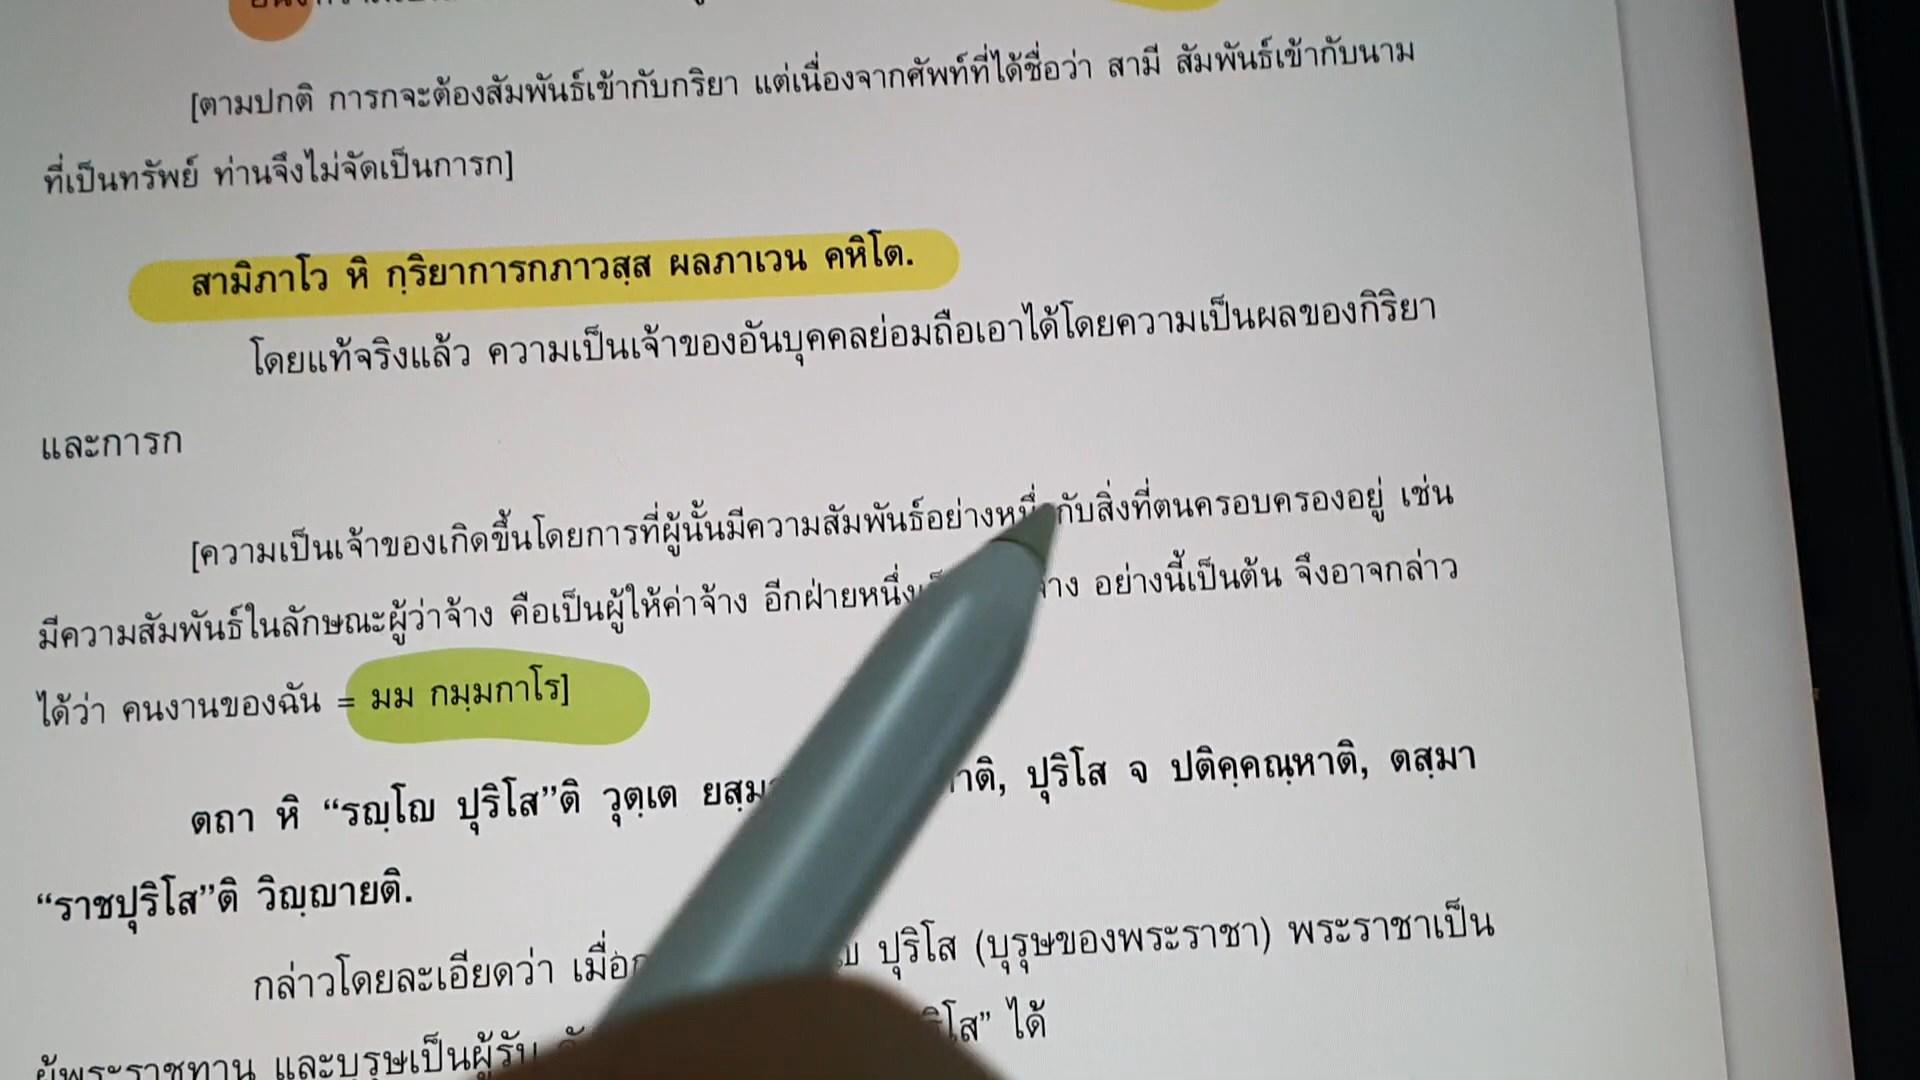 [ตามปกติ การกจะต้องสัมพันธ์เข้ากับกริยา แต่เนื่องจากศัพท์ที่ได้ชื่อว่า สามี สัมพันธ์เข้ากับนาม
ที่เป็นทรัพย์ ท่านจึงไม่จัดเป็นการก]
สามิภาโว หิ กฺริยาการกภาวสฺส ผลภาเวน คหิโต.
โดยแท้จริงแล้ว ความเป็นเจ้าของอันบุคคลย่อมถือเอาได้โดยความเป็นผลของกิริยา
และการก
[ความเป็นเจ้าของเกิดขึ้นโดยการที่ผู้นั้นมีความสัมพันธ์อย่างหนึ่ กับสิ่งที่ตนครอบครองอยู่ เช่น
มีความสัมพันธ์ในลักษณะผู้ว่าจ้าง คือเป็นผู้ให้ค่าจ้าง อีกฝ่ายหนึ่ง อย่างนี้เป็นต้น จึงอาจกล่าว
ได้ว่า คนงานของฉัน = มม กมฺมกาโร]
ตถา หิ “รญฺโญ ปุริโส”ติ วุตฺเต ปุริโส จ ปติคฺคณฺหาติ, ตสฺมา
“ราชปุริโส”ติ วิญฺญายติ.
กล่าวโดยละเอียดว่า ปุริโส (บุรุษของพระราชา) พระราชาเป็น
ผู้พระราชทาน และบุรุษเป็นผู้รับ ได้